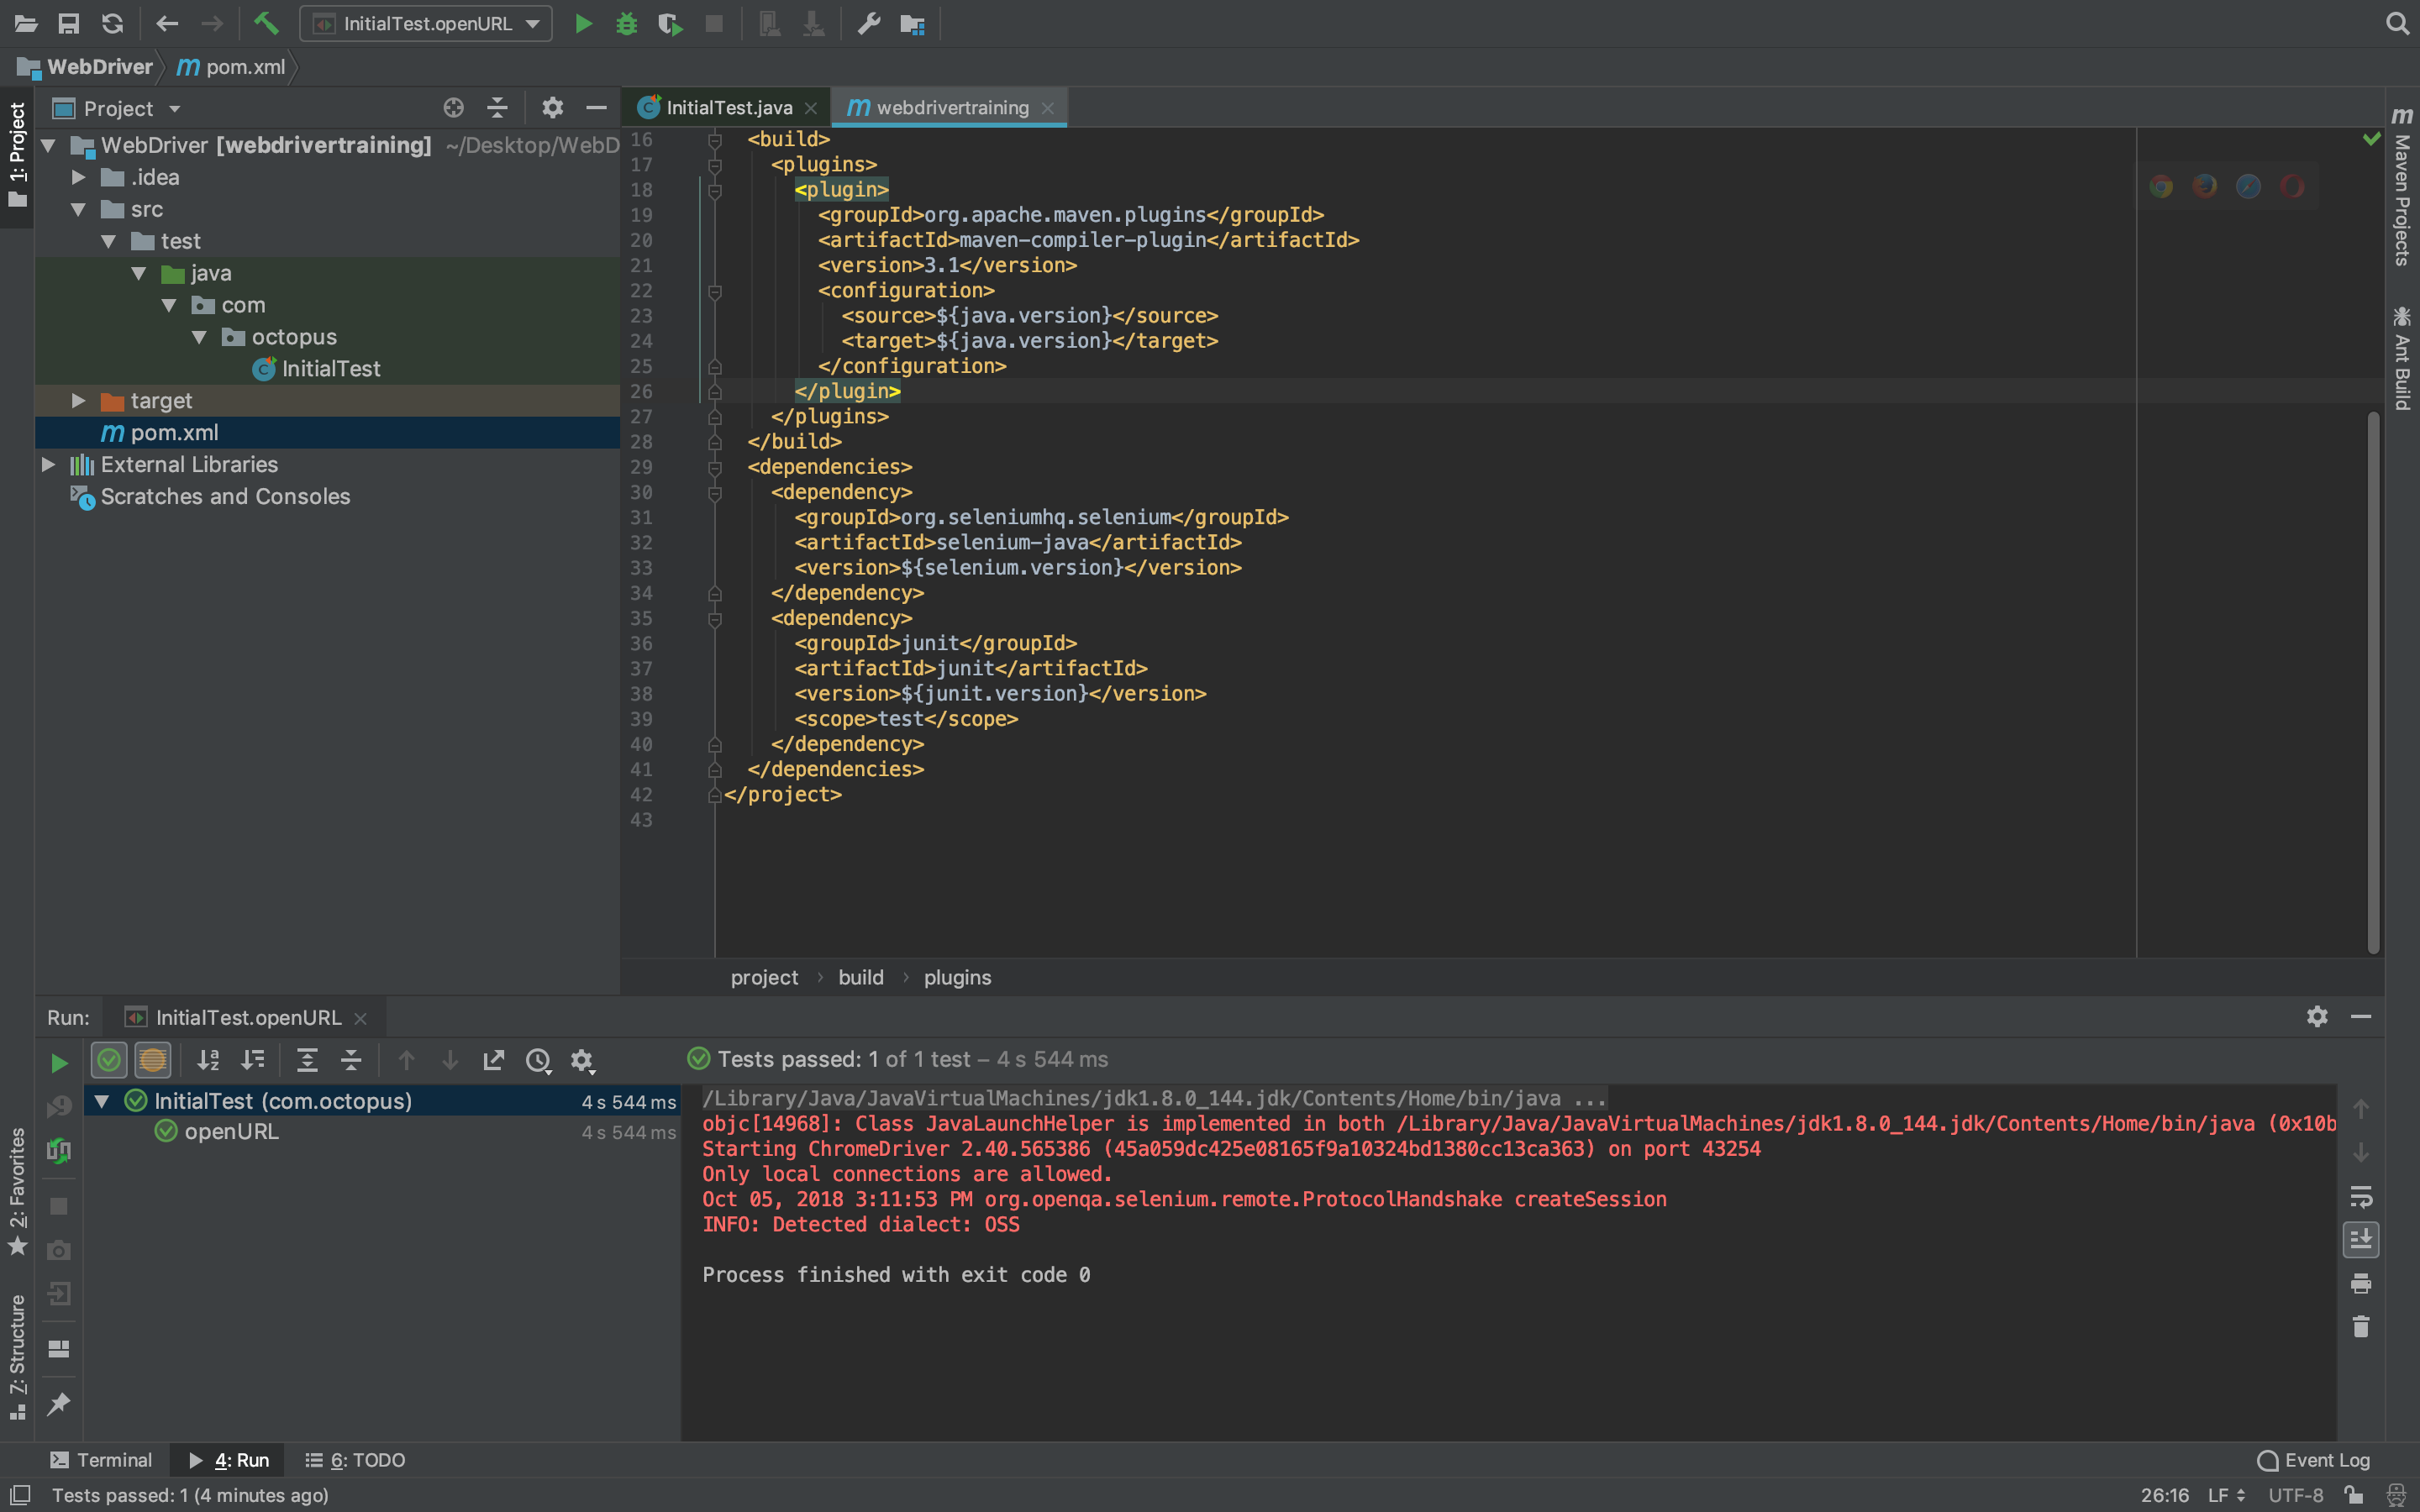 InitialTest.openURL
WebDriver
pom.xml
1: Project
Project
InitialTest.java
webdrivertraining
WebDriver [webdrivertraining] ~/Desktop/WebD
.idea
src
test
java
com
octopus
InitialTest
target
pom.xml
External Libraries
Scratches and Consoles
16 <build>
17 <plugins>
18 <plugin>
19 <groupId>org.apache.maven.plugins</groupId>
20 <artifactId>maven-compiler-plugin</artifactId>
21 <version>3.1</version>
22 <configuration>
23 <source>${java.version}</source>
24 <target>${java.version}</target>
25 </configuration>
26 </plugin>
27 </plugins>
28 </build>
29 <dependencies>
30 <dependency>
31 <groupId>org.seleniumhq.selenium</groupId>
32 <artifactId>selenium-java</artifactId>
33 <version>${selenium.version}</version>
34 </dependency>
35 <dependency>
36 <groupId>junit</groupId>
37 <artifactId>junit</artifactId>
38 <version>${junit.version}</version>
39 <scope>test</scope>
40 </dependency>
41 </dependencies>
42 </project>
43
project › build › plugins
Maven Projects
Ant Build
Run: InitialTest.openURL
Tests passed: 1 of 1 test – 4 s 544 ms
InitialTest (com.octopus) 4 s 544 ms
openURL 4 s 544 ms
/Library/Java/JavaVirtualMachines/jdk1.8.0_144.jdk/Contents/Home/bin/java ...
objc[14968]: Class JavaLaunchHelper is implemented in both /Library/Java/JavaVirtualMachines/jdk1.8.0_144.jdk/Contents/Home/bin/java (0x10b
Starting ChromeDriver 2.40.565386 (45a059dc425e08165f9a10324bd1380cc13ca363) on port 43254
Only local connections are allowed.
Oct 05, 2018 3:11:53 PM org.openqa.selenium.remote.ProtocolHandshake createSession
INFO: Detected dialect: OSS
Process finished with exit code 0
2: Favorites
7: Structure
Terminal
4: Run
6: TODO
Event Log
Tests passed: 1 (4 minutes ago)
26:16 LF UTF-8